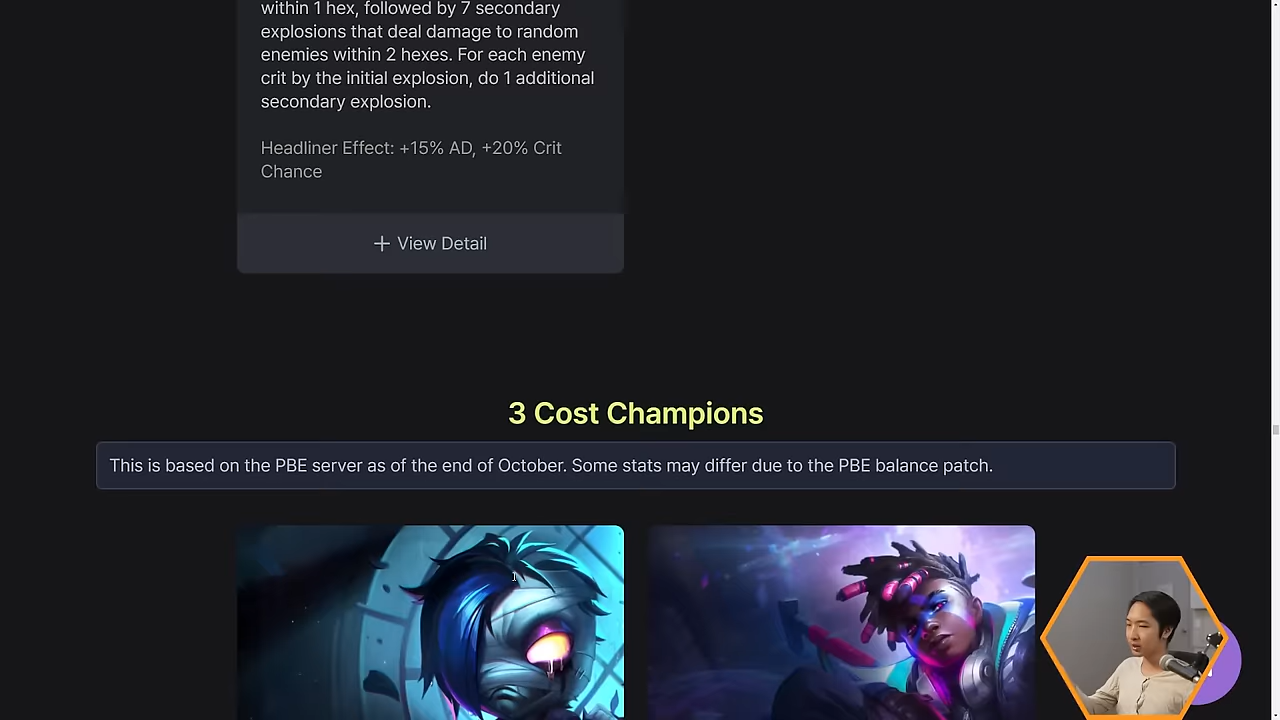 within 1 hex, followed by 7 secondary
explosions that deal damage to random
enemies within 2 hexes. For each enemy
crit by the initial explosion, do 1 additional
secondary explosion.
Headliner Effect: +15% AD, +20% Crit
Chance
+ View Detail
3 Cost Champions
This is based on the PBE server as of the end of October. Some stats may differ due to the PBE balance patch.